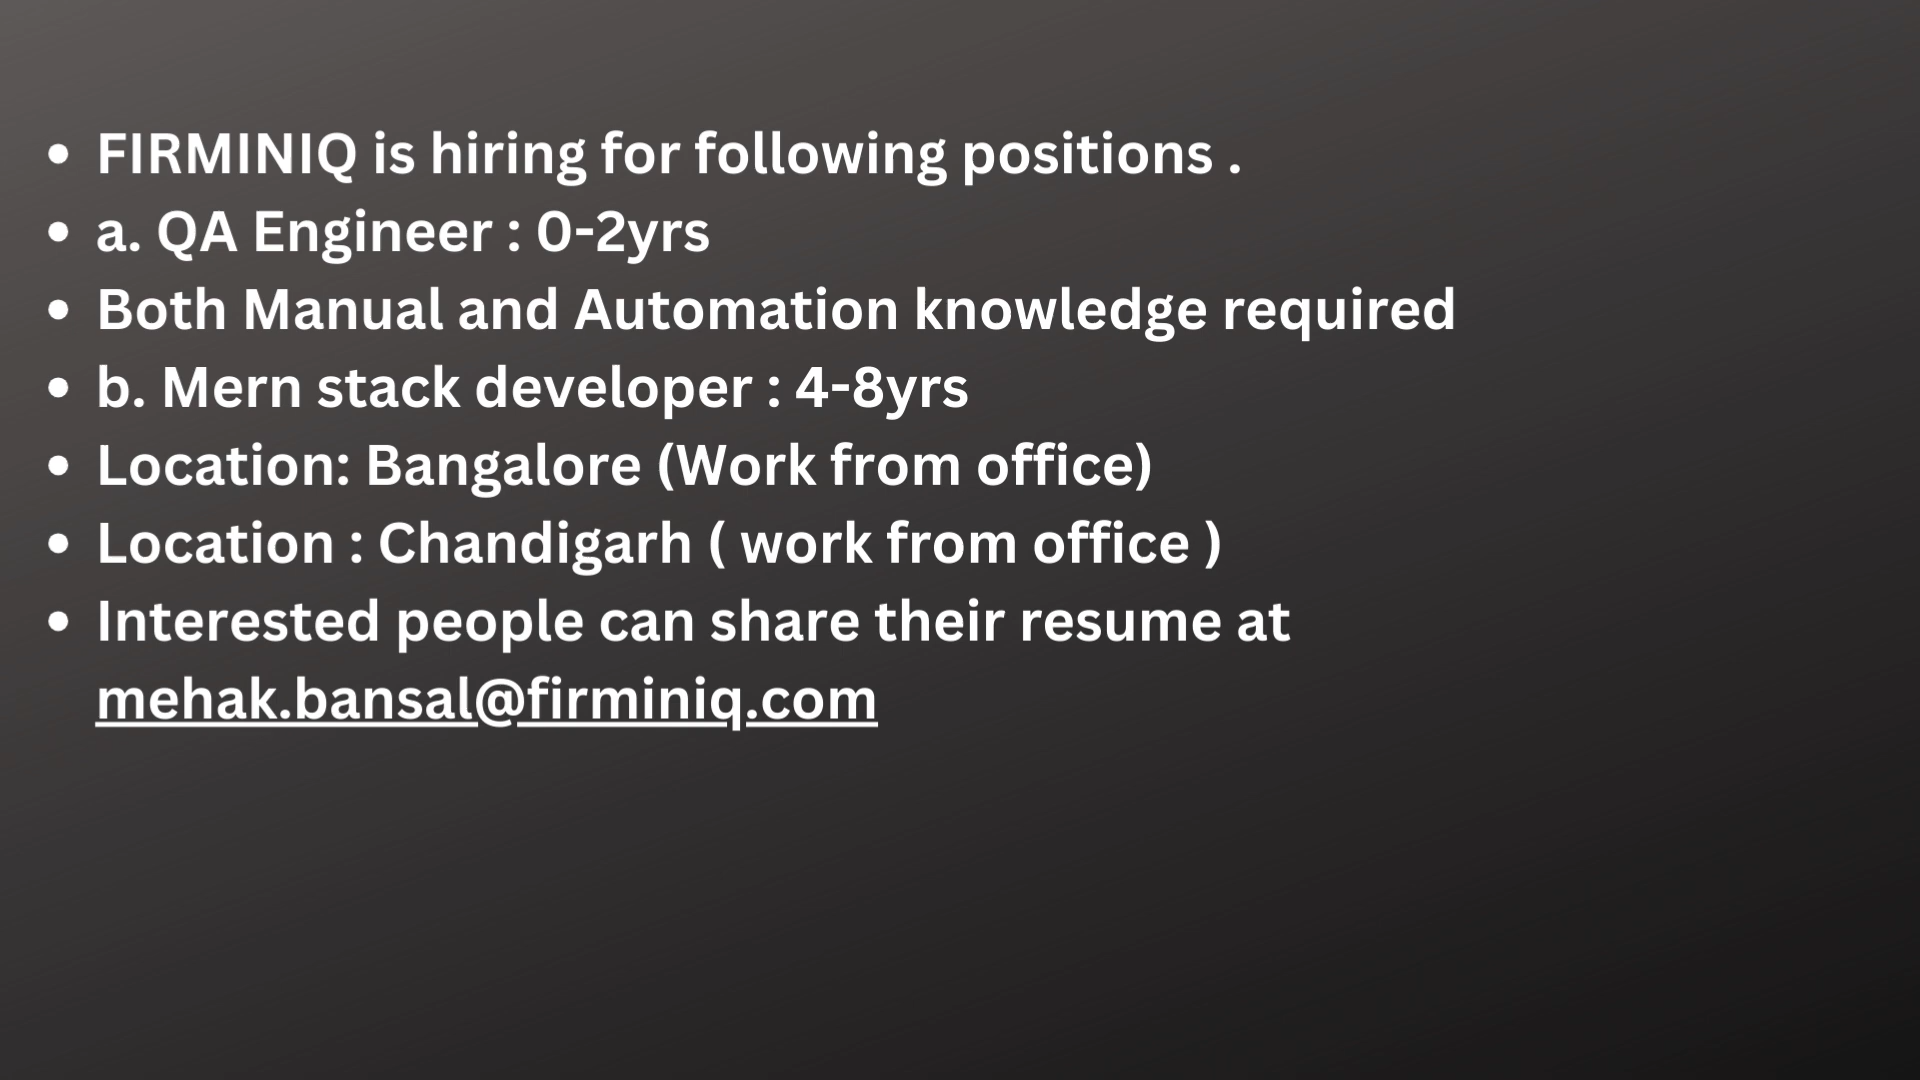 • FIRMINIQ is hiring for following positions .
• a. QA Engineer : 0-2yrs
• Both Manual and Automation knowledge required
• b. Mern stack developer : 4-8yrs
• Location: Bangalore (Work from office)
• Location : Chandigarh ( work from office )
• Interested people can share their resume at
mehak.bansal@firminiq.com